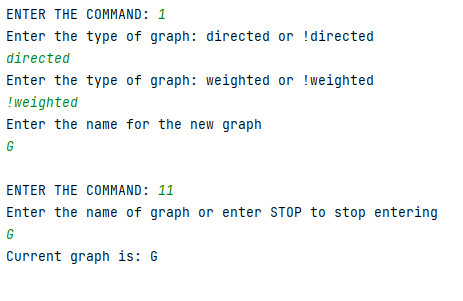 ENTER THE COMMAND: 1
Enter the type of graph: directed or !directed
directed
Enter the type of graph: weighted or !weighted
!weighted
Enter the name for the new graph
G
ENTER THE COMMAND: 11
Enter the name of graph or enter STOP to stop entering
G
Current graph is: G